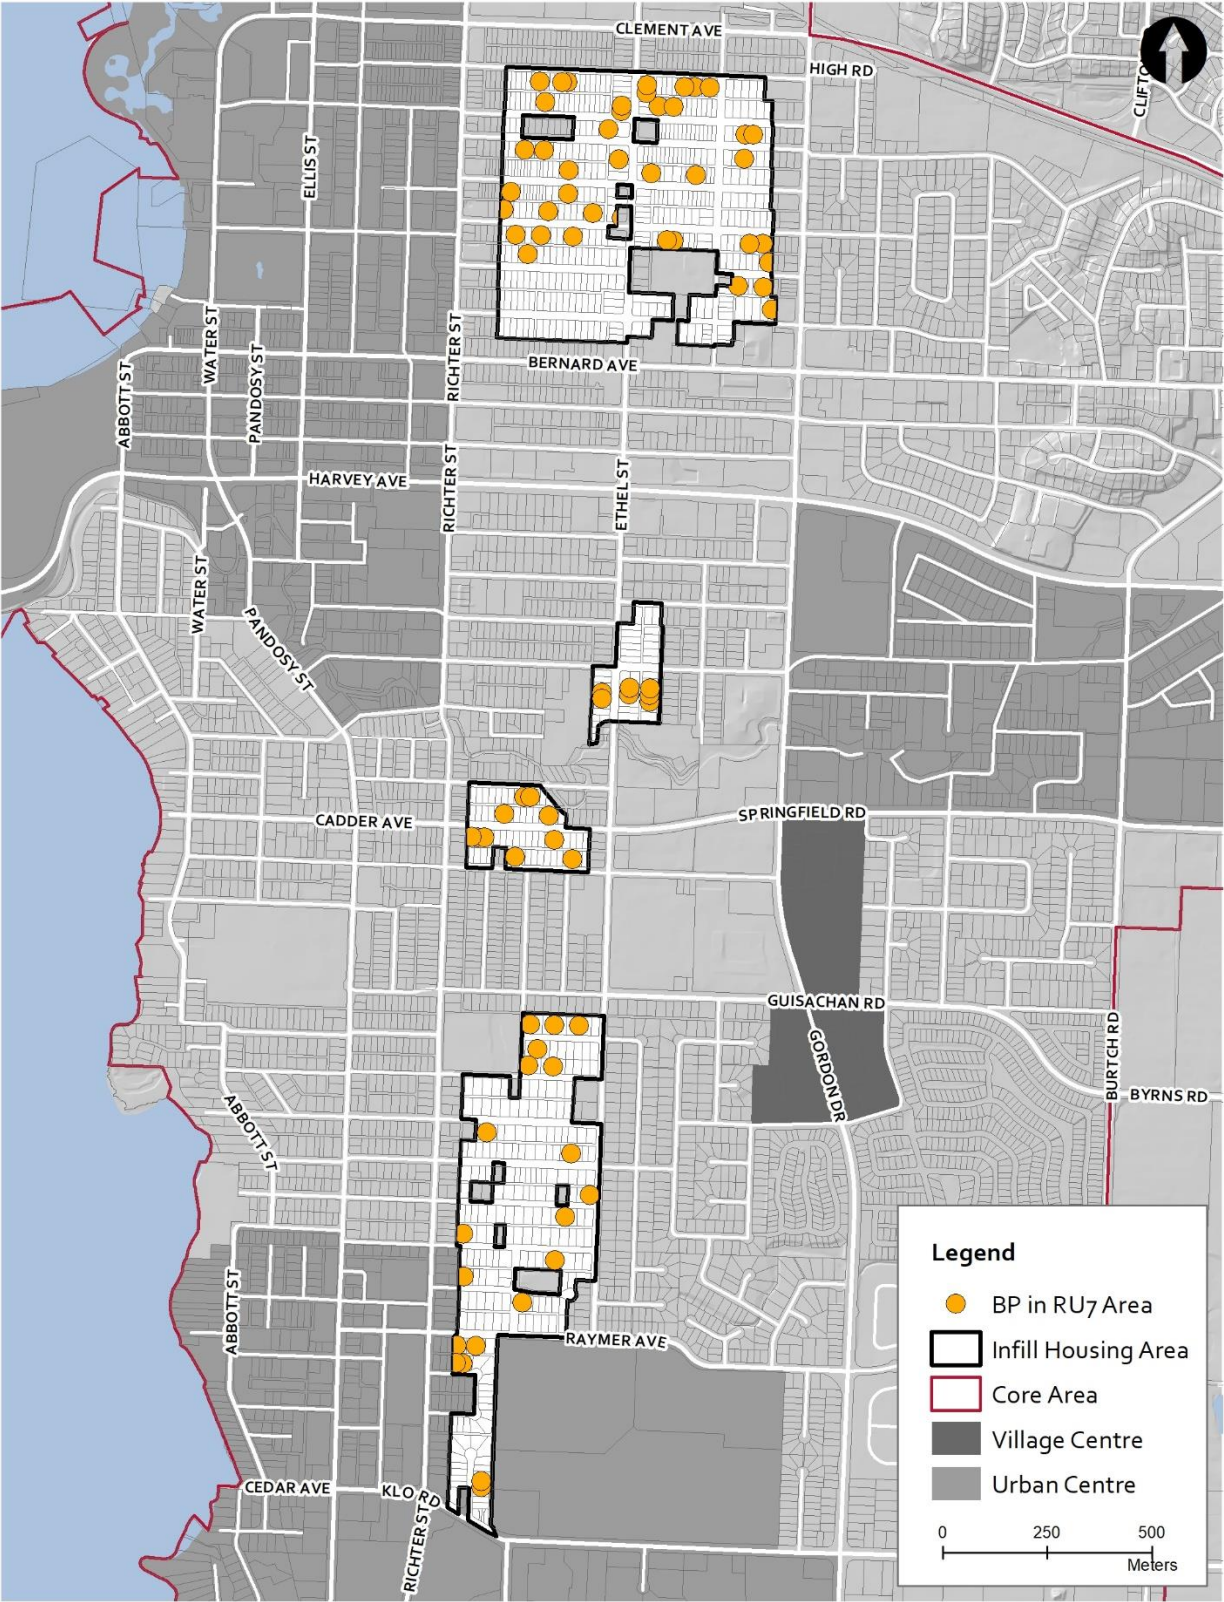 CLEMENT AVE
HIGH RD
CLIFTO
ELLIS ST
WATER ST
PANDOSY ST
ABBOTT ST
RICHTER ST
BERNARD AVE
HARVEY AVE
RICHTER ST
ETHEL ST
WATER ST
PANDOSY ST
CADDER AVE
SPRINGFIELD RD
GUISACHAN RD
GORDON DR
BURTCH RD
BYRNS RD
ABBOTT ST
ABBOTT ST
RAYMER AVE
CEDAR AVE
KLO RD
RICHTER ST
Legend
BP in RU7 Area
Infill Housing Area
Core Area
Village Centre
Urban Centre
0 250 500
Meters